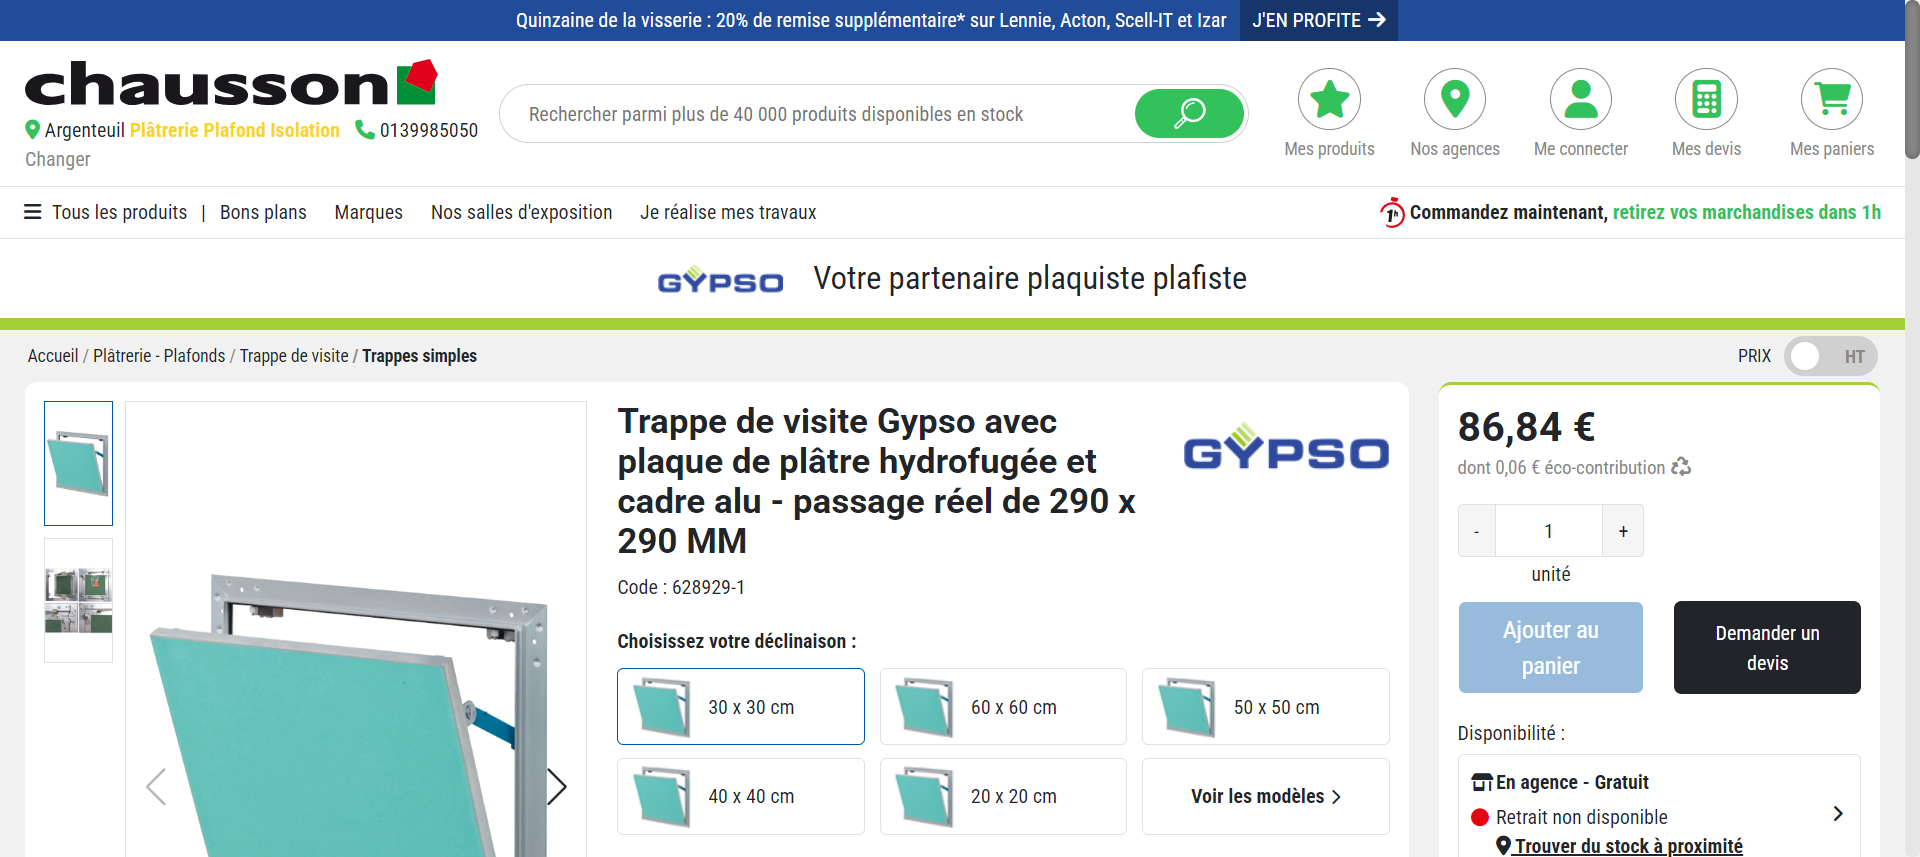 Quinzaine de la visserie : 20% de remise supplémentaire* sur Lennie, Acton, Scell-IT et Izar
J'EN PROFITE
chausson
Argenteuil Plâtrerie Plafond Isolation 0139985050
Changer
Rechercher parmi plus de 40 000 produits disponibles en stock
Mes produits
Nos agences
Me connecter
Mes devis
Mes paniers
Tous les produits | Bons plans Marques Nos salles d'exposition Je réalise mes travaux
1h Commandez maintenant, retirez vos marchandises dans 1h
GYPSO Votre partenaire plaquiste plafiste
Accueil / Plâtrerie - Plafonds / Trappe de visite / Trappes simples
PRIX HT
Trappe de visite Gypso avec
plaque de plâtre hydrofugée et
cadre alu - passage réel de 290 x
290 MM
GYPSO
Code : 628929-1
Choisissez votre déclinaison :
30 x 30 cm
60 x 60 cm
50 x 50 cm
40 x 40 cm
20 x 20 cm
Voir les modèles
86,84 €
dont 0,06 € éco-contribution
- 1 +
unité
Ajouter au
panier
Demander un
devis
Disponibilité :
En agence - Gratuit
Retrait non disponible
Trouver du stock à proximité